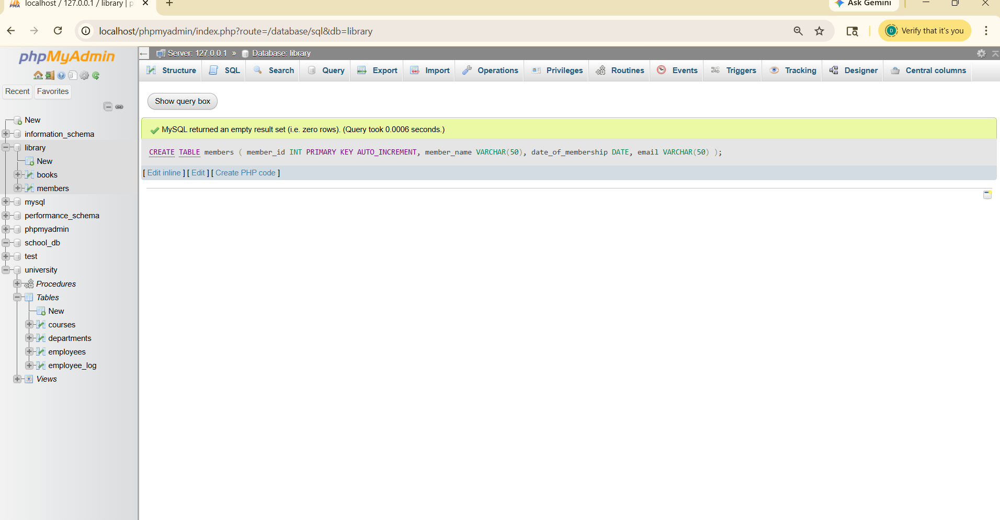 localhost / 127.0.0.1 / library | p
Ask Gemini
localhost/phpmyadmin/index.php?route=/database/sql&db=library
D
Verify that it's you
phpMyAdmin
Recent
Favorites
New
information_schema
library
New
books
members
mysql
performance_schema
phpmyadmin
school_db
test
university
Procedures
Tables
New
courses
departments
employees
employee_log
Views
Server: 127.0.0.1 » Database: library
Structure
SQL
Search
Query
Export
Import
Operations
Privileges
Routines
Events
Triggers
Tracking
Designer
Central columns
Show query box
MySQL returned an empty result set (i.e. zero rows). (Query took 0.0006 seconds.)
CREATE TABLE members ( member_id INT PRIMARY KEY AUTO_INCREMENT, member_name VARCHAR(50), date_of_membership DATE, email VARCHAR(50) );
[ Edit inline ] [ Edit ] [ Create PHP code ]